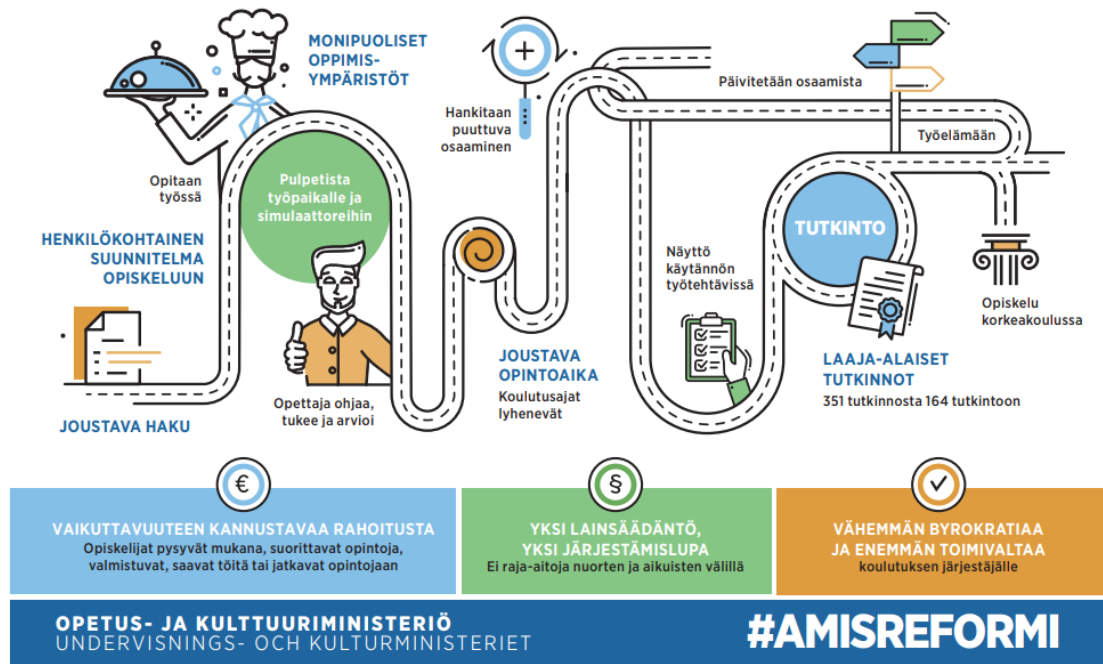 MONIPUOLISET
OPPIMIS-
YMPÄRISTÖT
Opitaan
työssä
Pulpetista
työpaikalle ja
simulaattoreihin
HENKILÖKOHTAINEN
SUUNNITELMA
OPISKELUUN
JOUSTAVA HAKU
Opettaja ohjaa,
tukee ja arvioi
Hankitaan
puuttuva
osaaminen
JOUSTAVA
OPINTOAIKA
Koulutusajat
lyhenevät
Näyttö
käytännön
työtehtävissä
Päivitetään osaamista
Työelämään
TUTKINTO
Opiskelu
korkeakoulussa
LAAJA-ALAISET
TUTKINNOT
351 tutkinnosta 164 tutkintoon
€
VAIKUTTAVUUTEEN KANNUSTAVAA RAHOITUSTA
Opiskelijat pysyvät mukana, suorittavat opintoja,
valmistuvat, saavat töitä tai jatkavat opintojaan
§
YKSI LAINSÄÄDÄNTÖ,
YKSI JÄRJESTÄMISLUPA
Ei raja-aitoja nuorten ja aikuisten välillä
VÄHEMMÄN BYROKRATIAA
JA ENEMMÄN TOIMIVALTAA
koulutuksen järjestäjälle
OPETUS- JA KULTTUURIMINISTERIÖ
UNDERVISNINGS- OCH KULTURMINISTERIET
#AMISREFORMI